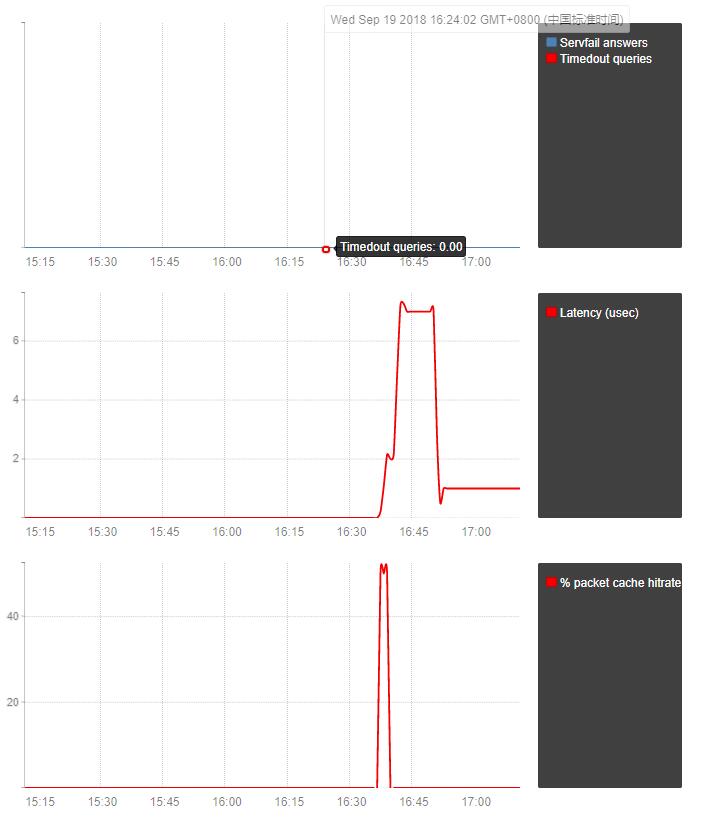 Wed Sep 19 2018 16:24:02 GMT+0800 (中国标准时间)
Servfail answers
Timedout queries
Timedout queries: 0.00
15:15 15:30 15:45 16:00 16:15 16:30 16:45 17:00
Latency (usec)
6
4
2
15:15 15:30 15:45 16:00 16:15 16:30 16:45 17:00
% packet cache hitrate
40
20
15:15 15:30 15:45 16:00 16:15 16:30 16:45 17:00